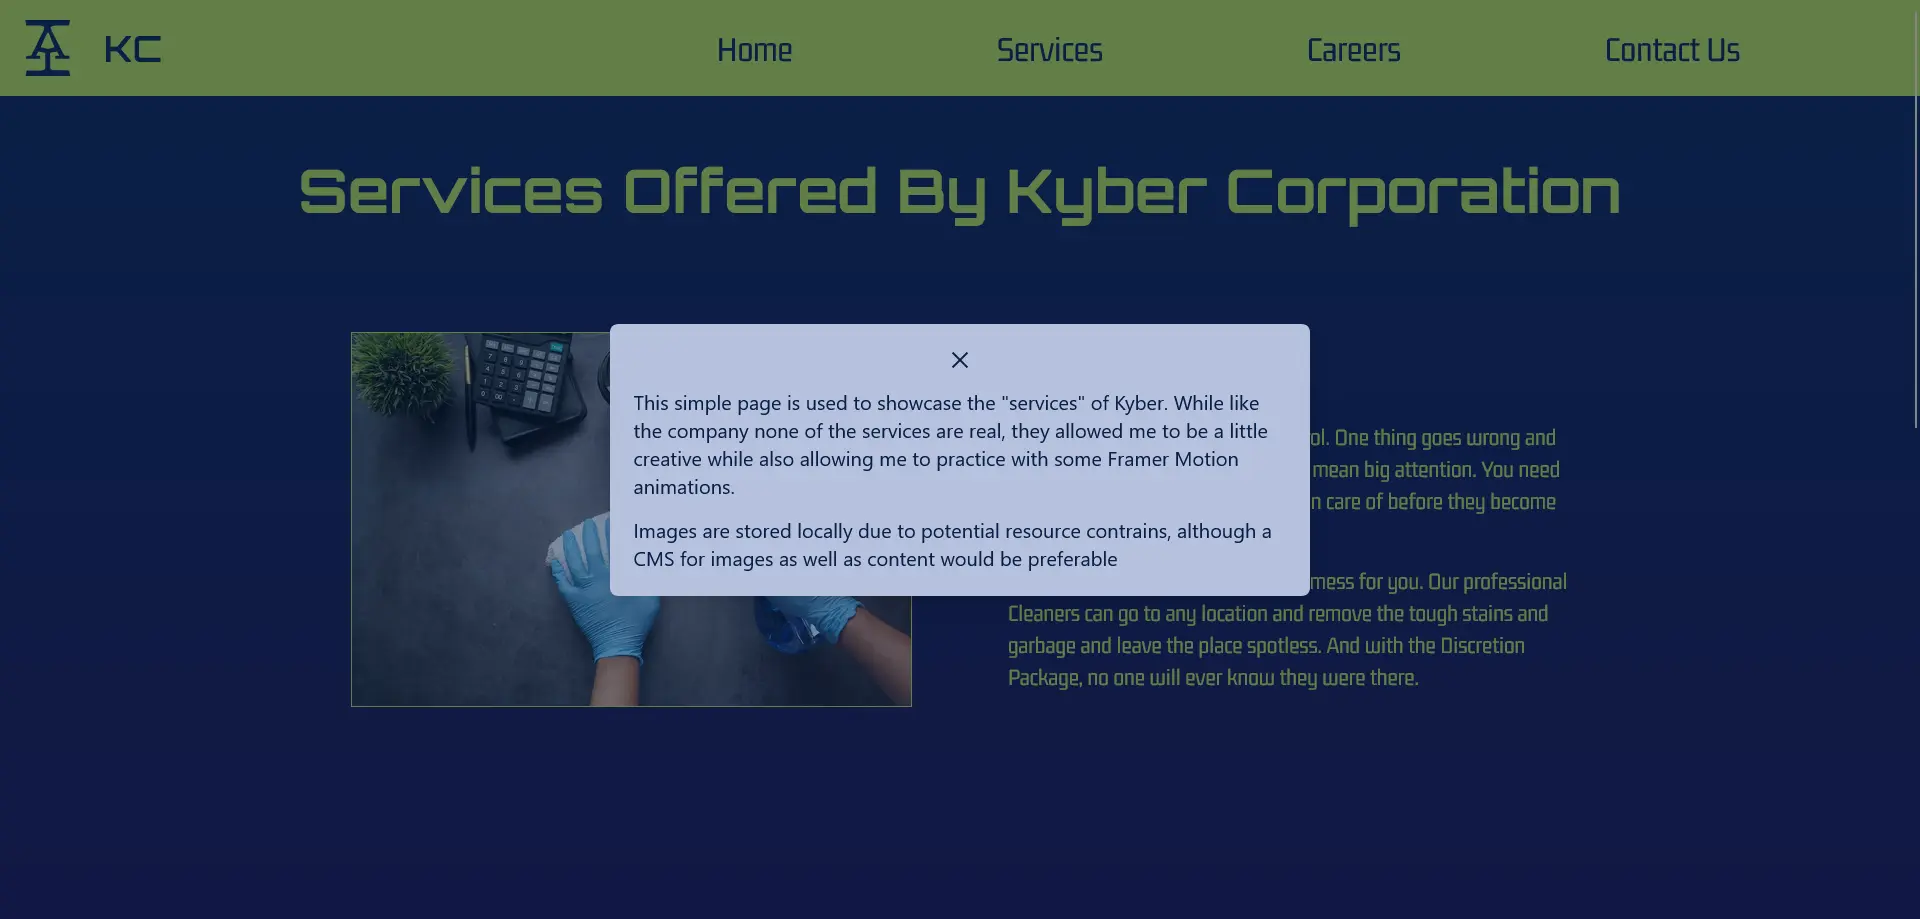 KC
Home
Services
Careers
Contact Us
Services Offered By Kyber Corporation
This simple page is used to showcase the "services" of Kyber. While like
the company none of the services are real, they allowed me to be a little
creative while also allowing me to practice with some Framer Motion
animations.
Images are stored locally due to potential resource contrains, although a
CMS for images as well as content would be preferable
One thing goes wrong and
mean big attention. You need
care of before they become
mess for you. Our professional
Cleaners can go to any location and remove the tough stains and
garbage and leave the place spotless. And with the Discretion
Package, no one will ever know they were there.